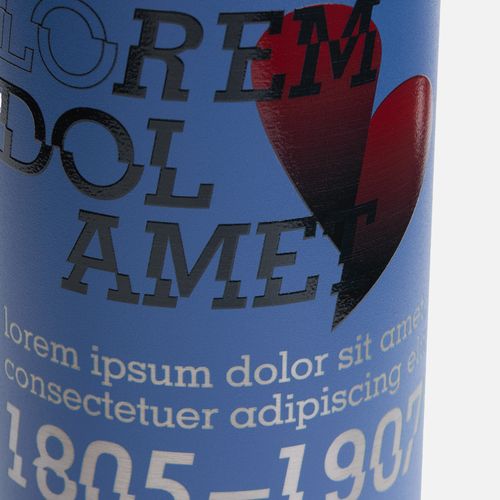 LOREM
DOL
AMET
lorem ipsum dolor sit amet
consectetuer adipiscing
1805–1907